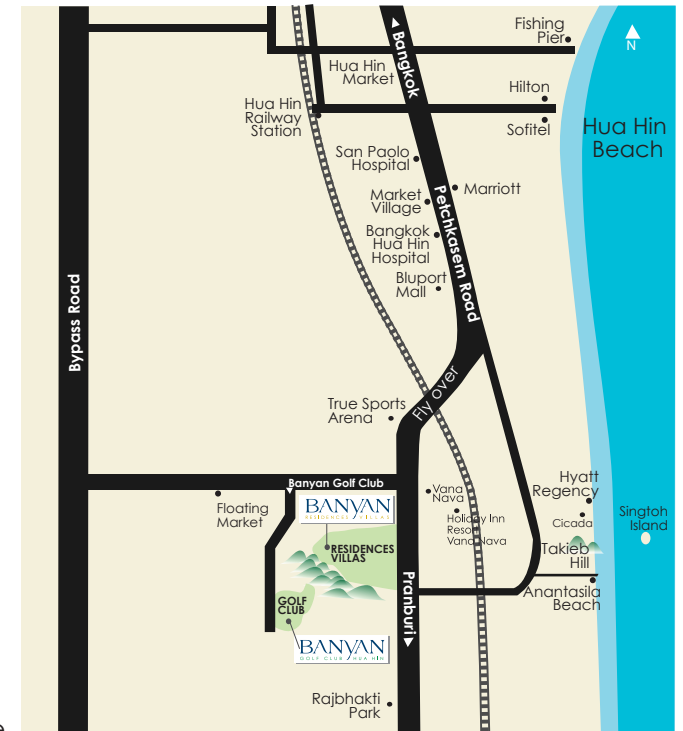 Fishing
Pier
N
Bangkok
Hua Hin
Market
Hilton
Hua Hin
Railway
Station
Sofitel
Hua Hin
Beach
San Paolo
Hospital
Marriott
Market
Village
Petchkasem Road
Bangkok
Hua Hin
Hospital
Bluport
Mall
Bypass Road
Fly over
True Sports
Arena
Banyan Golf Club
Hyatt
Regency
Vana
Nava
Floating
Market
BANYAN
RESIDENCES VILLAS
Holiday Inn
Resort
Vana Nava
Cicada
Singtoh
Island
RESIDENCES
VILLAS
Takieb
Hill
Pranburi
Anantasila
Beach
GOLF
CLUB
BANYAN
GOLF CLUB HUA HIN
Rajbhakti
Park